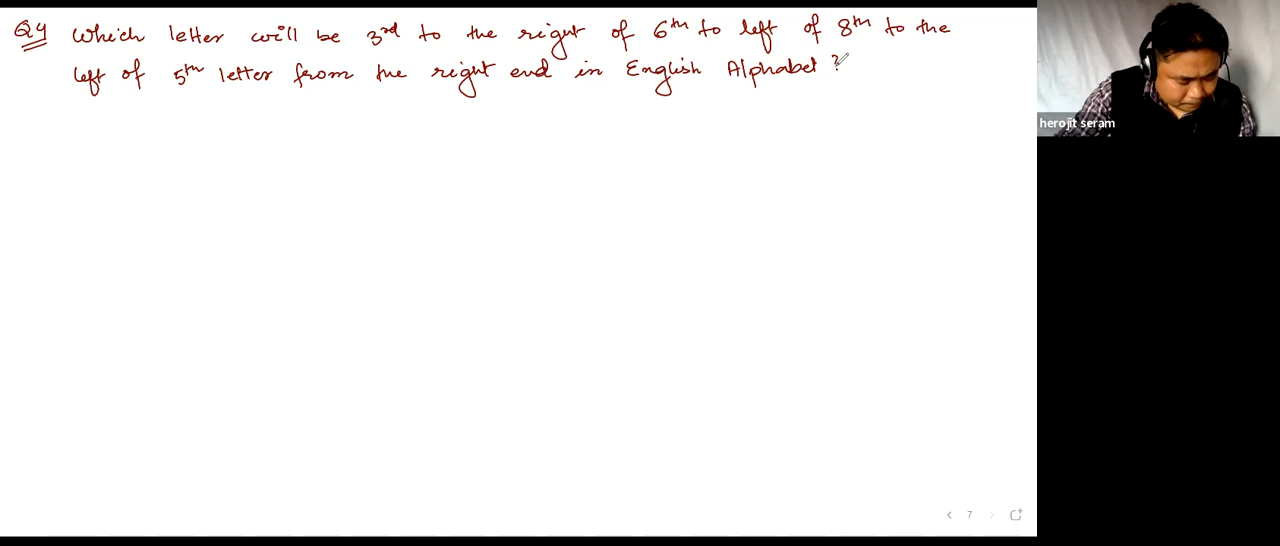 Q4 Which letter will be 3rd to the right of 6th to left of 8th to the
left of 5th letter from the right end in English Alphabet ?
herojit seram
7